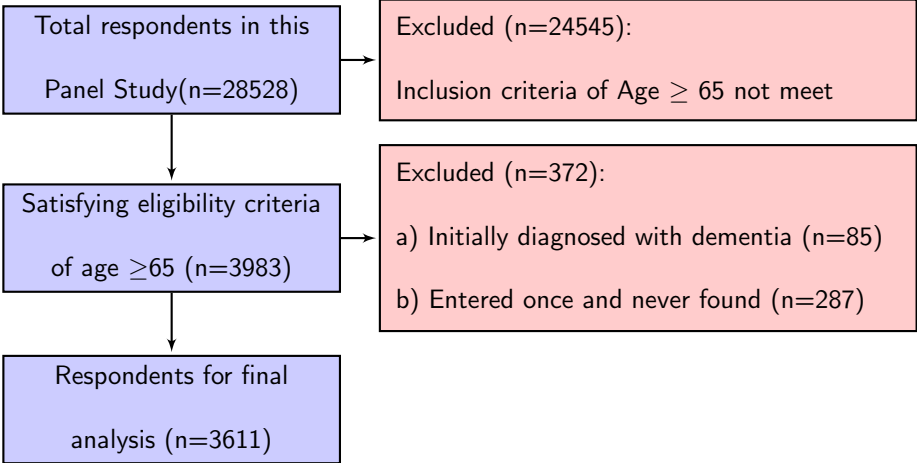 Total respondents in this
Panel Study(n=28528)
Excluded (n=24545):
Inclusion criteria of Age ≥ 65 not meet
Satisfying eligibility criteria
of age ≥65 (n=3983)
Excluded (n=372):
a) Initially diagnosed with dementia (n=85)
b) Entered once and never found (n=287)
Respondents for final
analysis (n=3611)